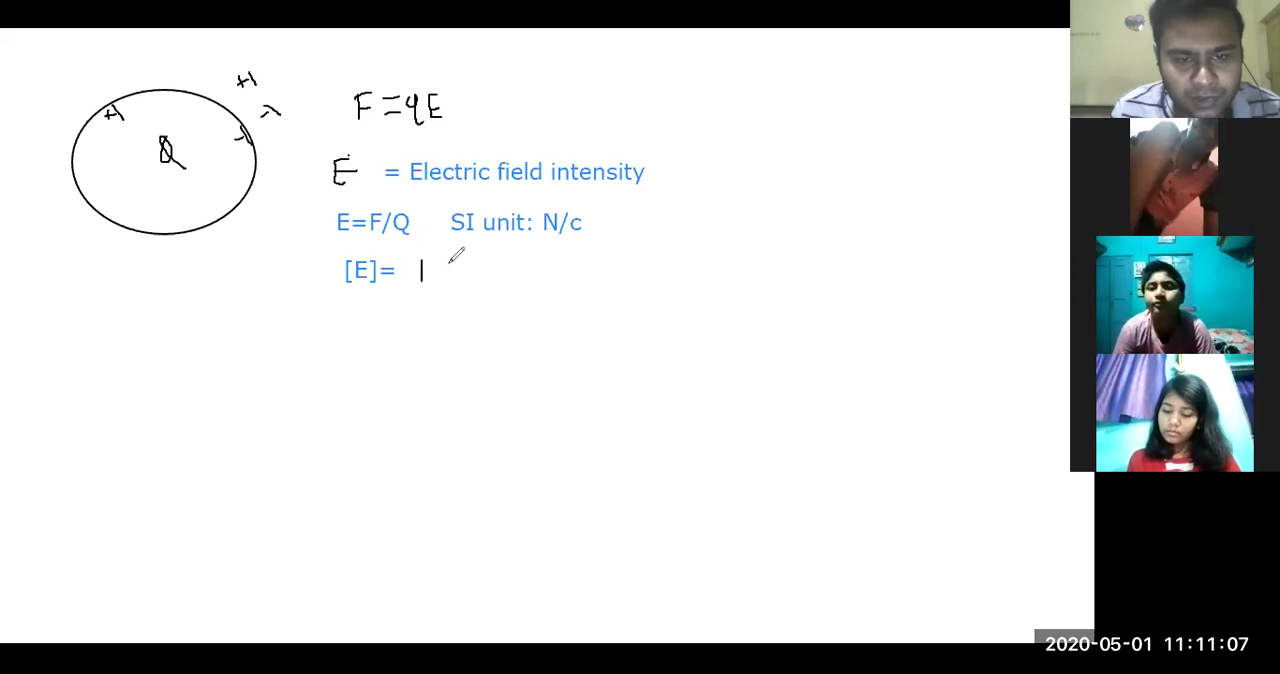 +1
+1
Q
F = qE
E = Electric field intensity
E=F/Q SI unit: N/c
[E]=
2020-05-01 11:11:07